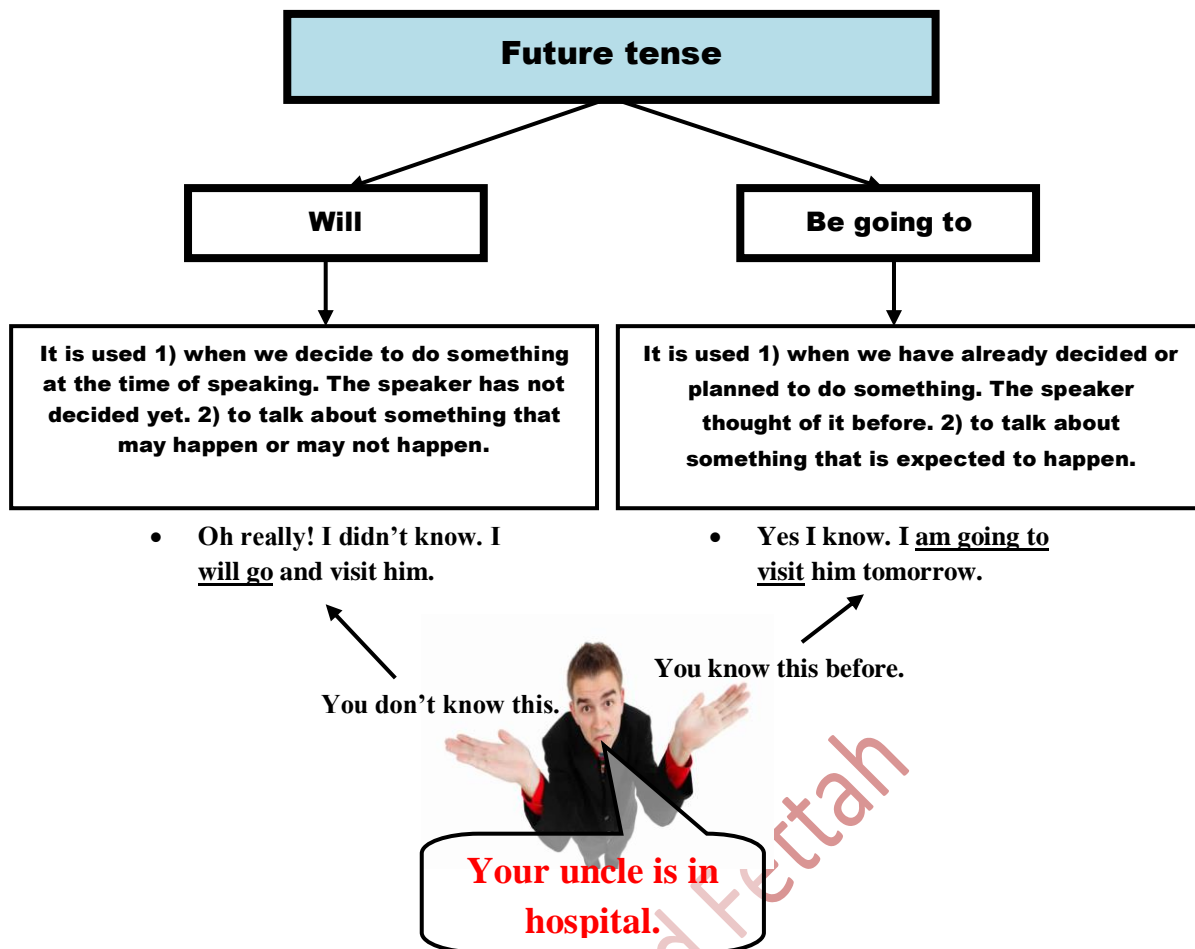 Future tense
Will
Be going to
It is used 1) when we decide to do something
at the time of speaking. The speaker has not
decided yet. 2) to talk about something that
may happen or may not happen.
It is used 1) when we have already decided or
planned to do something. The speaker
thought of it before. 2) to talk about
something that is expected to happen.
• Oh really! I didn't know. I
will go and visit him.
• Yes I know. I am going to
visit him tomorrow.
You don't know this.
You know this before.
Your uncle is in
hospital.
Fettah